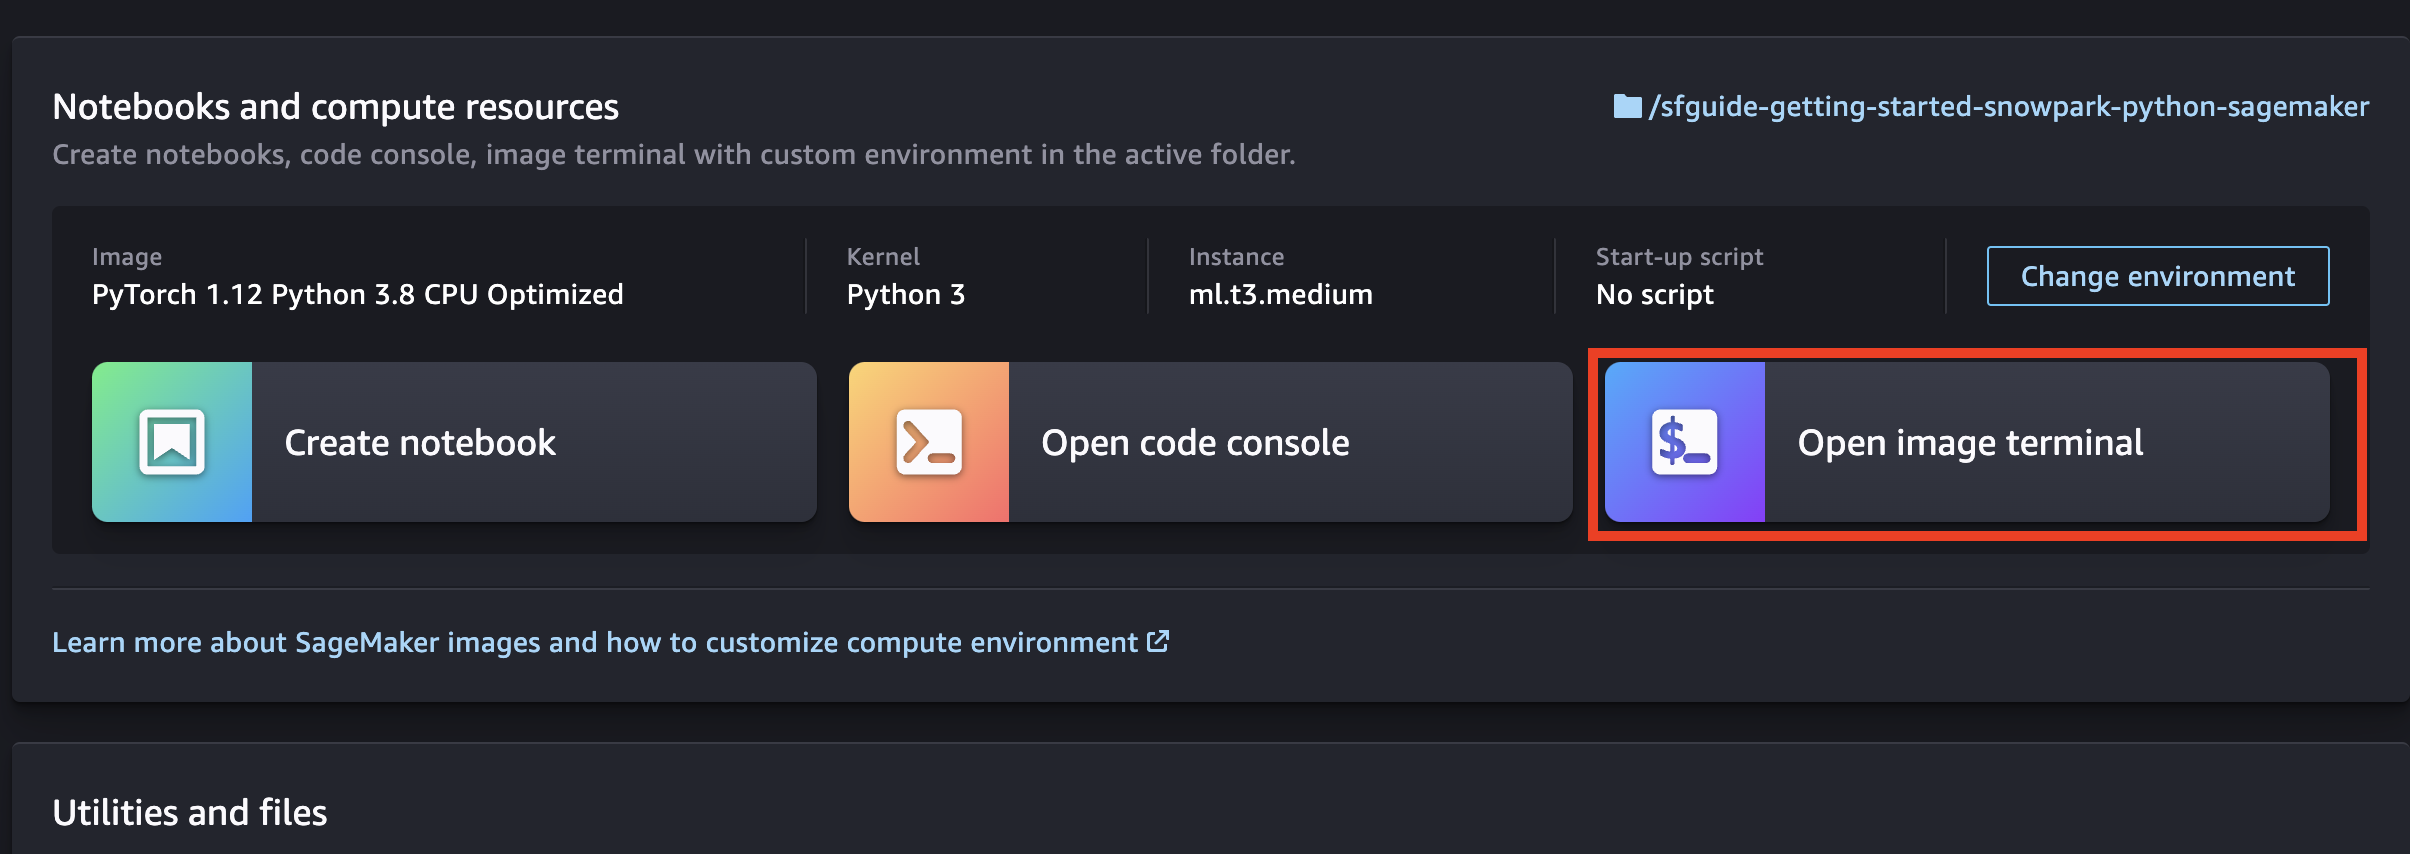 Notebooks and compute resources
/sfguide-getting-started-snowpark-python-sagemaker
Create notebooks, code console, image terminal with custom environment in the active folder.
Image
PyTorch 1.12 Python 3.8 CPU Optimized
Kernel
Python 3
Instance
ml.t3.medium
Start-up script
No script
Change environment
Create notebook
Open code console
$_ Open image terminal
Learn more about SageMaker images and how to customize compute environment
Utilities and files